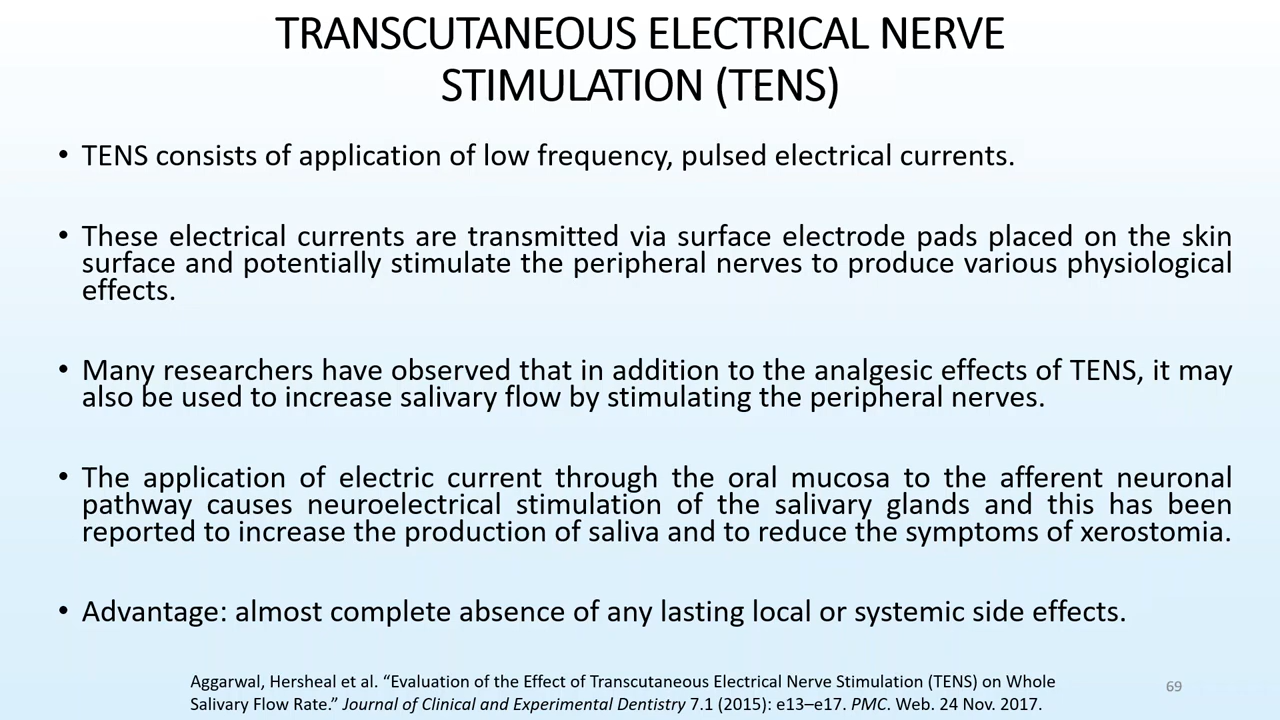 TRANSCUTANEOUS ELECTRICAL NERVE
STIMULATION (TENS)
• TENS consists of application of low frequency, pulsed electrical currents.
• These electrical currents are transmitted via surface electrode pads placed on the skin
surface and potentially stimulate the peripheral nerves to produce various physiological
effects.
• Many researchers have observed that in addition to the analgesic effects of TENS, it may
also be used to increase salivary flow by stimulating the peripheral nerves.
• The application of electric current through the oral mucosa to the afferent neuronal
pathway causes neuroelectrical stimulation of the salivary glands and this has been
reported to increase the production of saliva and to reduce the symptoms of xerostomia.
• Advantage: almost complete absence of any lasting local or systemic side effects.
Aggarwal, Hersheal et al. “Evaluation of the Effect of Transcutaneous Electrical Nerve Stimulation (TENS) on Whole
Salivary Flow Rate.” Journal of Clinical and Experimental Dentistry 7.1 (2015): e13–e17. PMC. Web. 24 Nov. 2017.
69